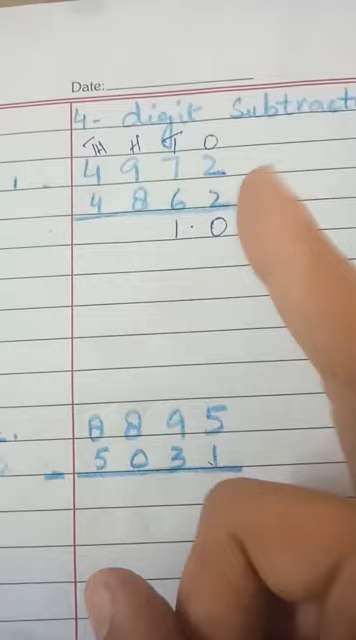 Date:
4- digit Subtract
TH H T O
1. 4 9 7 2
- 4 8 6 2
1 0
8 8 9 5
- 5 0 3 1